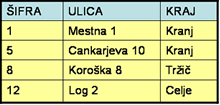 ŠIFRA ULICA KRAJ
1 Mestna 1 Kranj
5 Cankarjeva 10 Kranj
8 Koroška 8 Tržič
12 Log 2 Celje